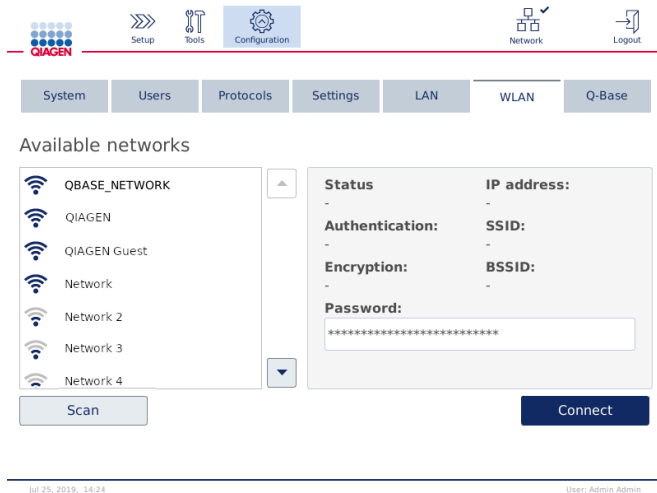 QIAGEN
Setup
Tools
Configuration
Network
Logout
System
Users
Protocols
Settings
LAN
WLAN
Q-Base
Available networks
QBASE_NETWORK
QIAGEN
QIAGEN Guest
Network
Network 2
Network 3
Network 4
Status
-
IP address:
-
Authentication:
-
SSID:
-
Encryption:
-
BSSID:
-
Password:
**************************
Scan
Connect
Jul 25, 2019, 14:24
User: Admin Admin